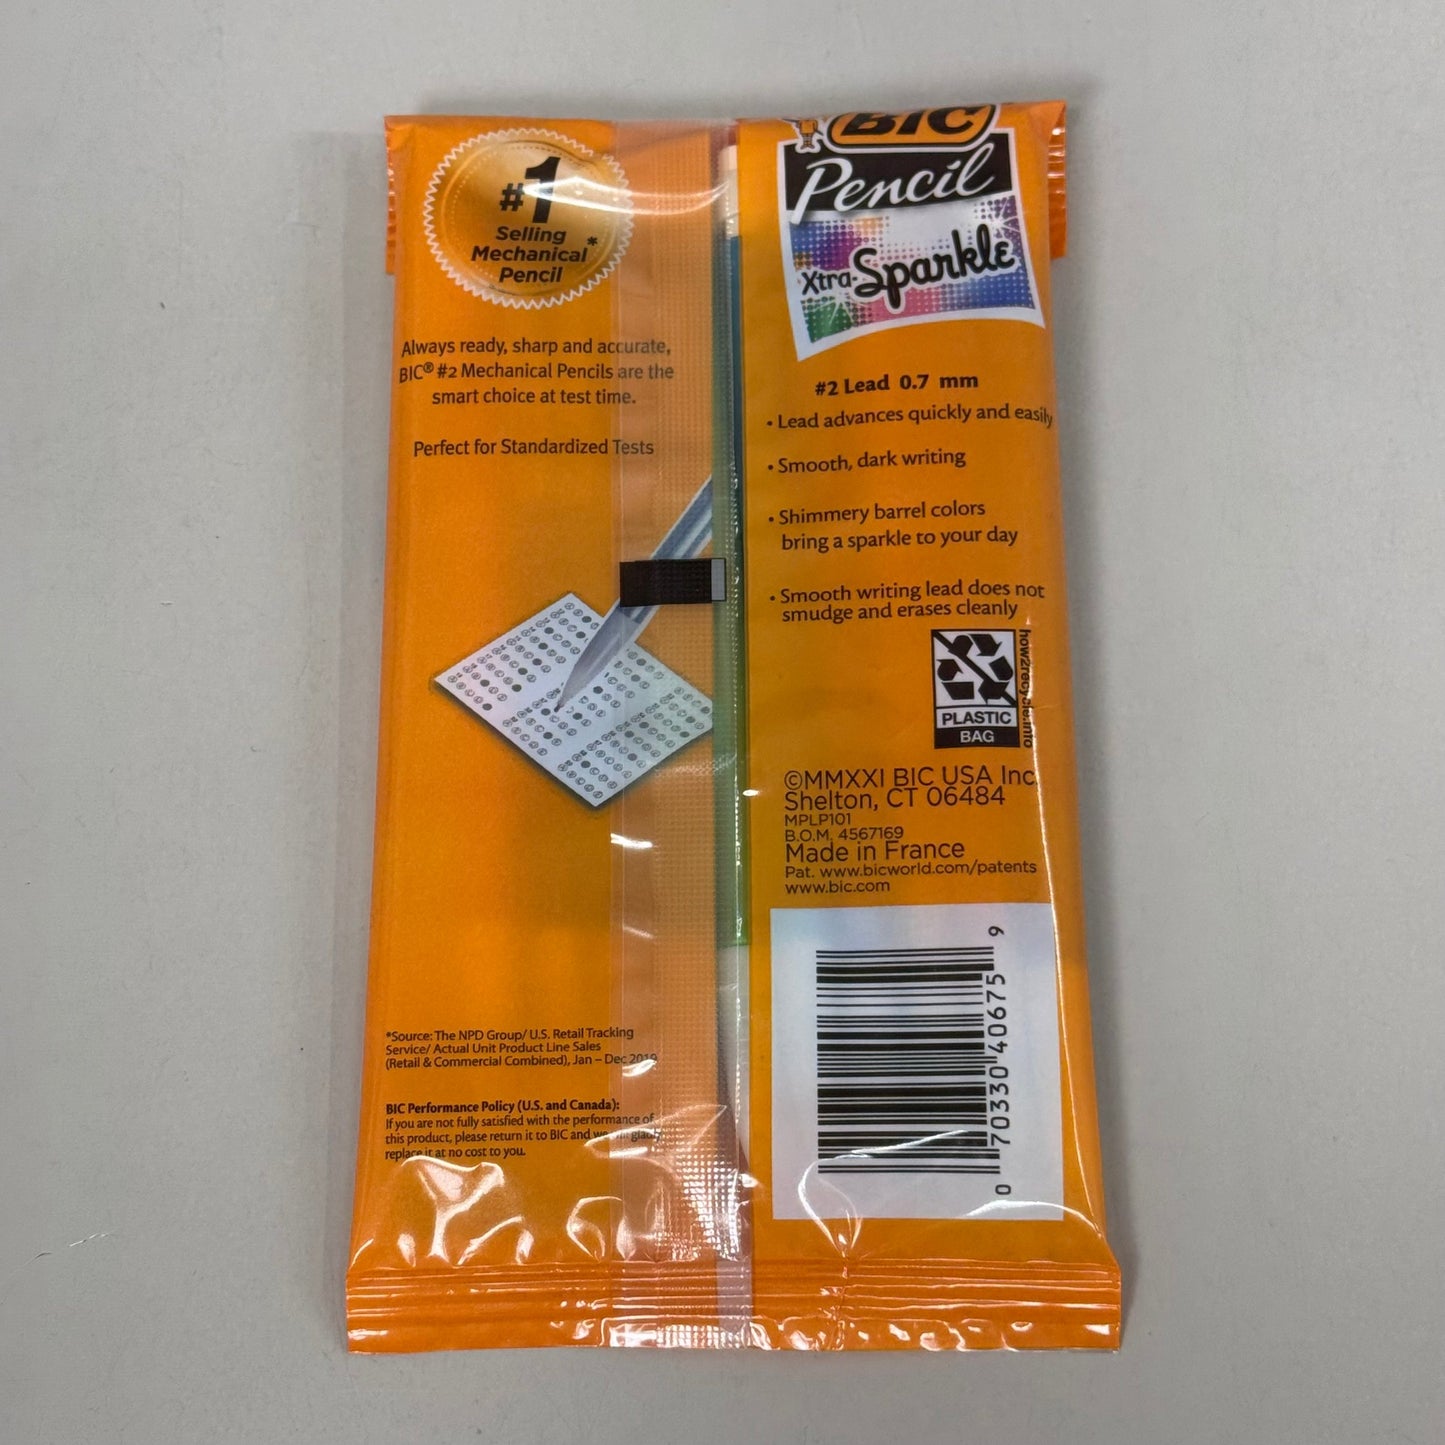 #1
Selling
Mechanical*
Pencil
Always ready, sharp and accurate,
BIC® #2 Mechanical Pencils are the
smart choice at test time.
Perfect for Standardized Tests
*Source: The NPD Group/ U.S. Retail Tracking
Service/ Actual Unit Product Line Sales
(Retail & Commercial Combined), Jan – Dec 2019
BIC Performance Policy (U.S. and Canada):
If you are not fully satisfied with the performance of
this product, please return it to BIC and we will gladly
replace it at no cost to you.
BIC
Pencil
Xtra-Sparkle
#2 Lead 0.7 mm
• Lead advances quickly and easily
• Smooth, dark writing
• Shimmery barrel colors
bring a sparkle to your day
• Smooth writing lead does not
smudge and erases cleanly
PLASTIC
BAG
how2recycle.info
©MMXXI BIC USA Inc.
Shelton, CT 06484
MPLP101
B.O.M. 4567169
Made in France
Pat. www.bicworld.com/patents
www.bic.com
0 70330 40675 9